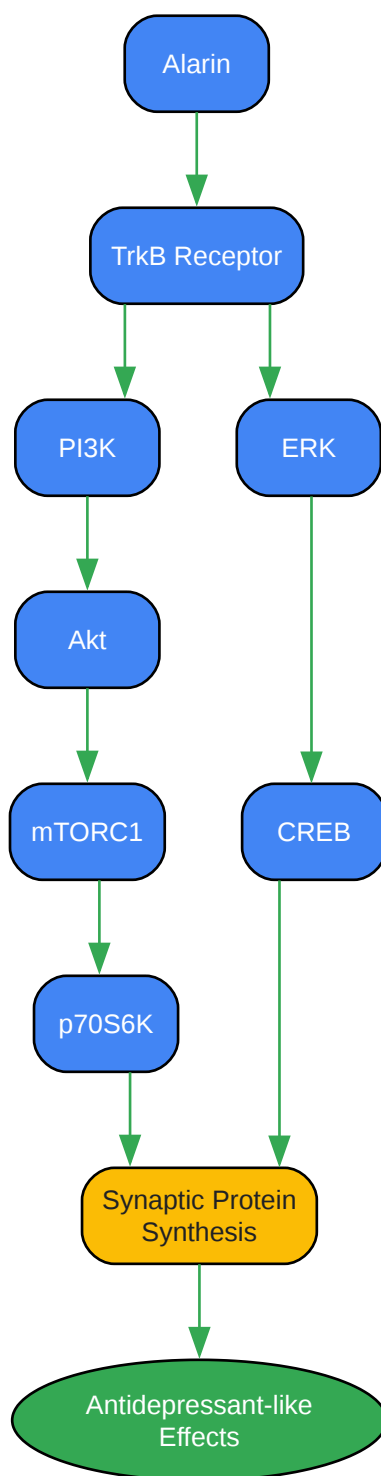 Alarin
TrkB Receptor
PI3K
ERK
Akt
mTORC1
CREB
p70S6K
Synaptic Protein
Synthesis
Antidepressant-like
Effects